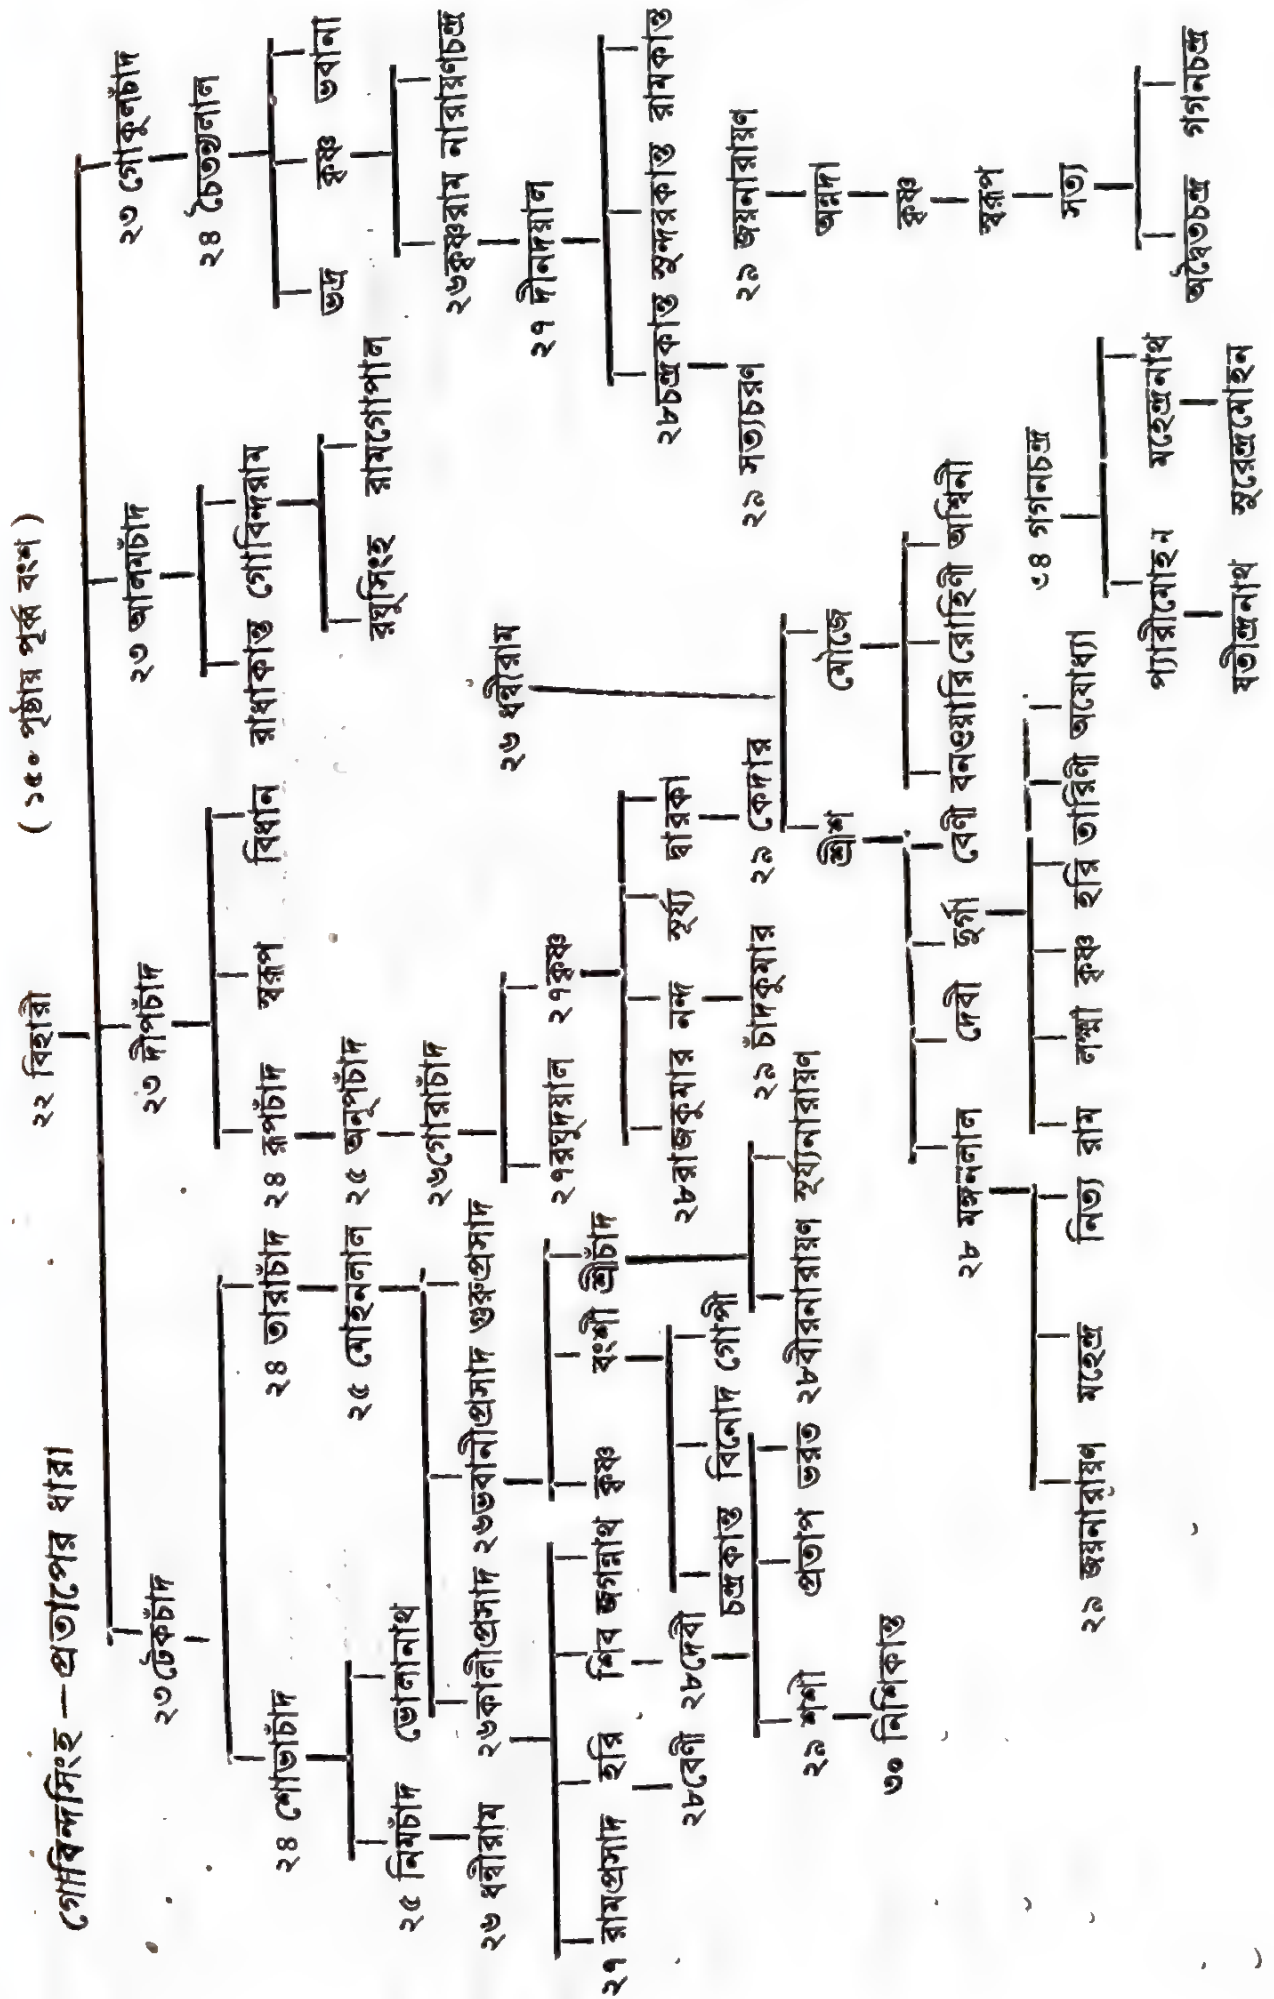 গোবিন্দসিংহ—প্রতাপের ধারা
( ১৫০ পৃষ্ঠায় পূর্ব্ব বংশ )
২২ বিহারী
২৩ টেকচাঁদ ২৩ দীপচাঁদ ২৩ আলমচাঁদ ২৩ গোকুলচাঁদ
২৪ চৈতন্যলাল
২৪ শোভাচাঁদ ২৪ তারাচাঁদ ২৪ রূপচাঁদ স্বরূপ বিধান রাধাকান্ত গোবিন্দরাম
ভদ্র কৃষ্ণ ভবানা
২৫ মোহনলাল ২৫ অনুপচাঁদ
রঘুসিংহ রামগোপাল
২৫ নিমচাঁদ ভোলানাথ
২৬গোরাচাঁদ
২৬কৃষ্ণরাম নারায়ণচন্দ্র
২৬ ধন্বীরাম ২৬কালীপ্রসাদ ২৬ভবানীপ্রসাদ গুরুপ্রসাদ
২৬ ধন্বীরাম
২৭ দীনদয়াল
২৭রঘুদয়াল ২৭কৃষ্ণ
২৭ রামপ্রসাদ হরি শিব জগন্নাথ কৃষ্ণ বংশী শ্রীচাঁদ
২৮রাজকুমার নন্দ সূর্য্য দ্বারকা
২৮চন্দ্রকান্ত সুন্দরকান্ত রামকান্ত
২৮বেণী ২৮দেবী
চন্দ্রকান্ত বিনোদ গোপী
২৯ চাঁদকুমার ২৯ কেদার
২৯ সত্যচরণ ২৯ জয়নারায়ণ
২৯ শশী প্রতাপ ভরত ২৮বীরনারায়ণ সূর্য্যনারায়ণ
শ্রীশ মৌজে
অন্নদা
৩০ নিশিকান্ত
কৃষ্ণ
২৮ মঙ্গলাল দেবী দুর্গা বেণী বনওয়ারি রোহিণী অশ্বিনী
স্বরূপ
৩৪ গগনচন্দ্র
সত্য
২৯ জয়নারায়ণ মহেন্দ্র নিত্য রাম লক্ষ্মী কৃষ্ণ হরি তারিণী অযোধ্যা
প্যারীমোহন মহেন্দ্রনাথ
অদ্বৈতচন্দ্র গগনচন্দ্র
যতীন্দ্রনাথ সুরেন্দ্রমোহন